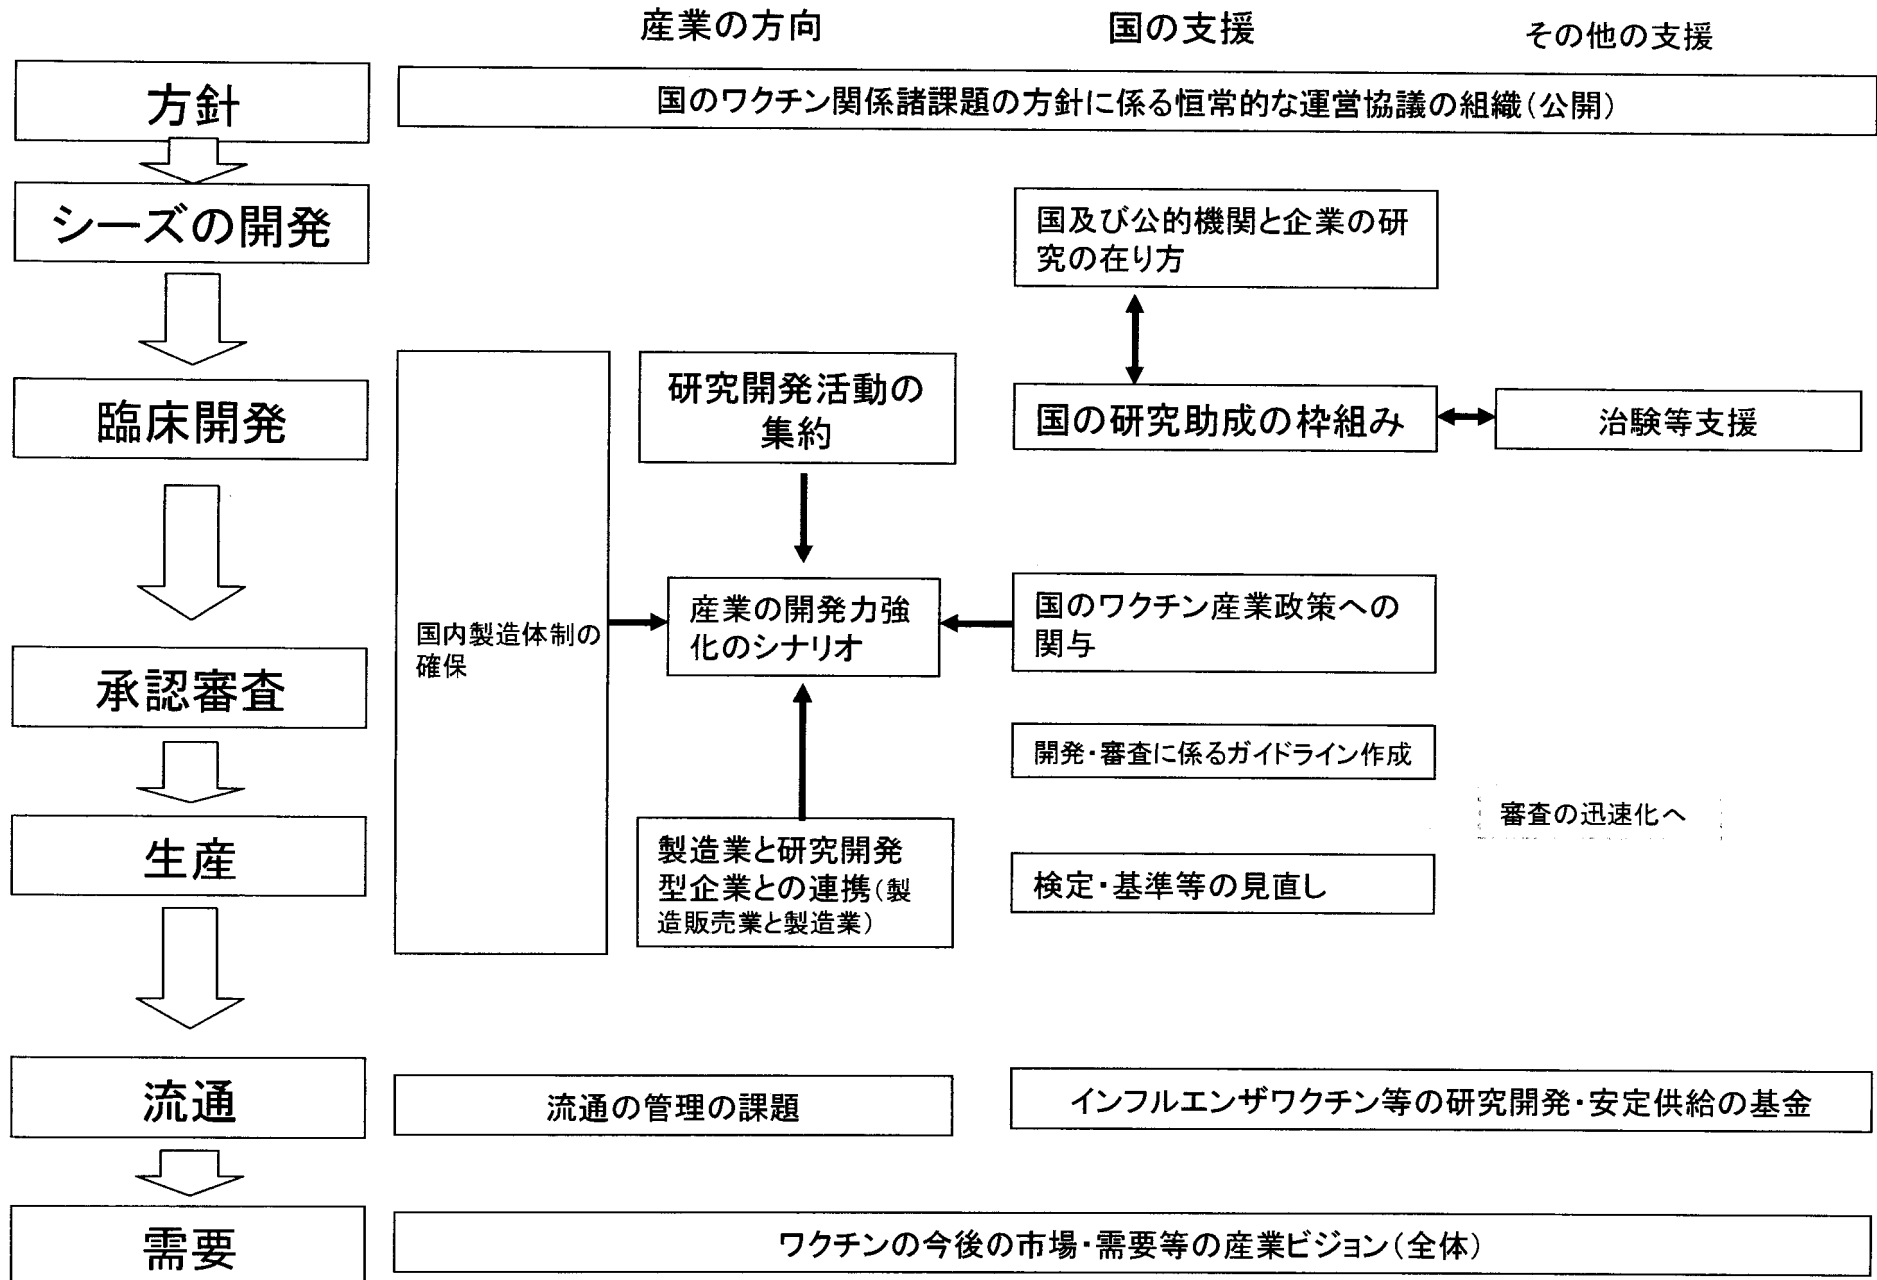 産業の方向
国の支援
その他の支援
方針
国のワクチン関係諸課題の方針に係る恒常的な運営協議の組織(公開)
シーズの開発
国及び公的機関と企業の研
究の在り方
臨床開発
研究開発活動の
集約
国の研究助成の枠組み
治験等支援
国内製造体制の
確保
産業の開発力強
化のシナリオ
国のワクチン産業政策への
関与
承認審査
開発・審査に係るガイドライン作成
審査の迅速化へ
生産
製造業と研究開発
型企業との連携(製
造販売業と製造業)
検定・基準等の見直し
流通
流通の管理の課題
インフルエンザワクチン等の研究開発・安定供給の基金
需要
ワクチンの今後の市場・需要等の産業ビジョン(全体)